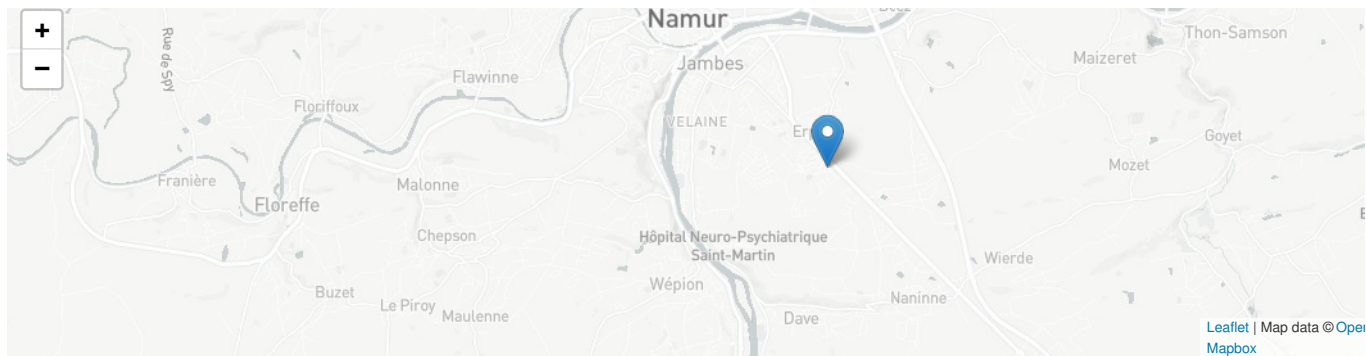 +
−
Rue de Spy
Namur
Thon-Samson
Maizeret
Jambes
Flawinne
Floriffoux
VELAINE
Goyet
Mozet
Franière
Malonne
Floreffe
Chepson
Hôpital Neuro-Psychiatrique
Saint-Martin
Wierde
Wépion
Buzet
Naninne
Le Piroy
Maulenne
Dave
Leaflet | Map data © Open
Mapbox